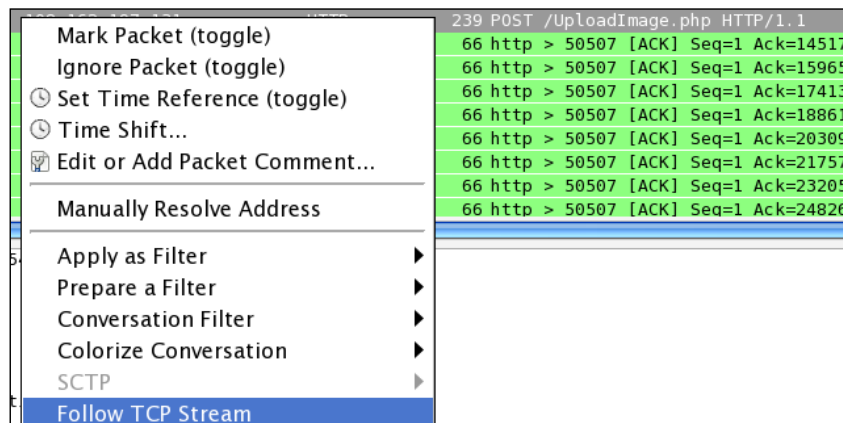 239 POST /UploadImage.php HTTP/1.1
Mark Packet (toggle)
66 http > 50507 [ACK] Seq=1 Ack=14517
Ignore Packet (toggle)
66 http > 50507 [ACK] Seq=1 Ack=15965
Set Time Reference (toggle)
66 http > 50507 [ACK] Seq=1 Ack=17413
66 http > 50507 [ACK] Seq=1 Ack=18861
Time Shift...
66 http > 50507 [ACK] Seq=1 Ack=20309
Edit or Add Packet Comment...
66 http > 50507 [ACK] Seq=1 Ack=21757
66 http > 50507 [ACK] Seq=1 Ack=23205
Manually Resolve Address
66 http > 50507 [ACK] Seq=1 Ack=24826
Apply as Filter
Prepare a Filter
Conversation Filter
Colorize Conversation
SCTP
Follow TCP Stream